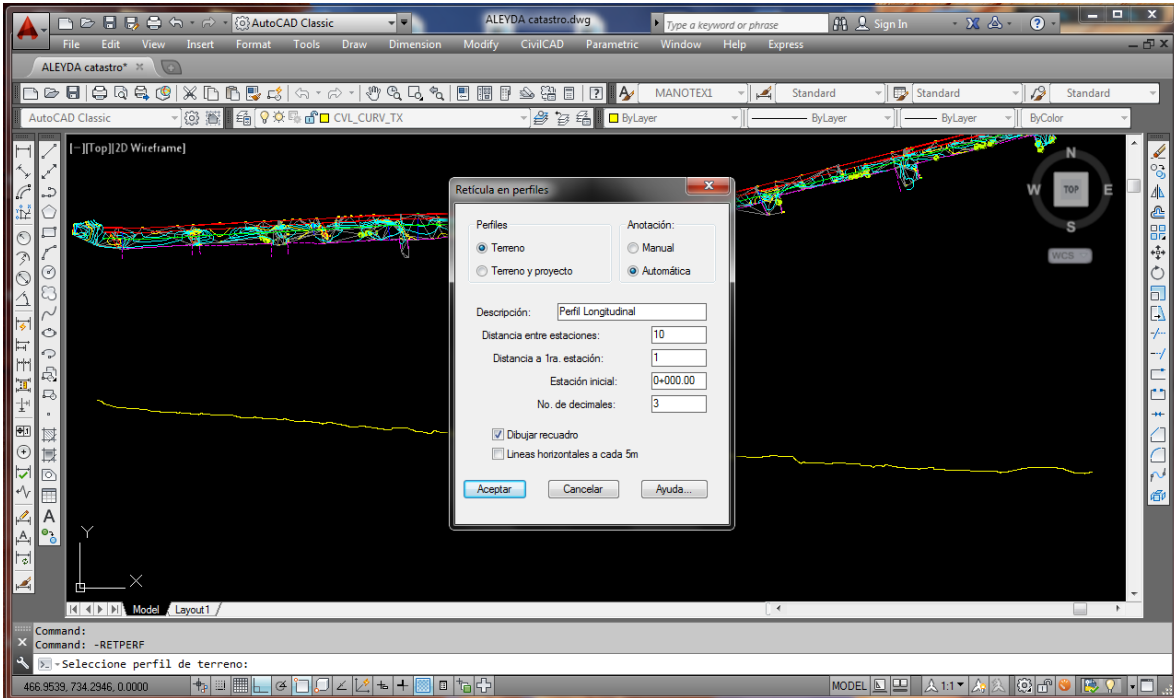 AutoCAD Classic
ALEYDA catastro.dwg
Type a keyword or phrase
Sign In
File Edit View Insert Format Tools Draw Dimension Modify CivilCAD Parametric Window Help Express
ALEYDA catastro*
MANOTEX1
Standard
Standard
Standard
AutoCAD Classic
CVL_CURV_TX
ByLayer
ByLayer
ByLayer
ByColor
[−][Top][2D Wireframe]
N
W TOP E
S
WCS
Retícula en perfiles
Perfiles
Terreno
Terreno y proyecto
Anotación:
Manual
Automática
Descripción: Perfil Longitudinal
Distancia entre estaciones: 10
Distancia a 1ra. estación: 1
Estación inicial: 0+000.00
No. de decimales: 3
Dibujar recuadro
Lineas horizontales a cada 5m
Aceptar Cancelar Ayuda...
Y
X
Model Layout1
Command:
Command: -RETPERF
Seleccione perfil de terreno:
466.9539, 734.2946, 0.0000
MODEL
1:1